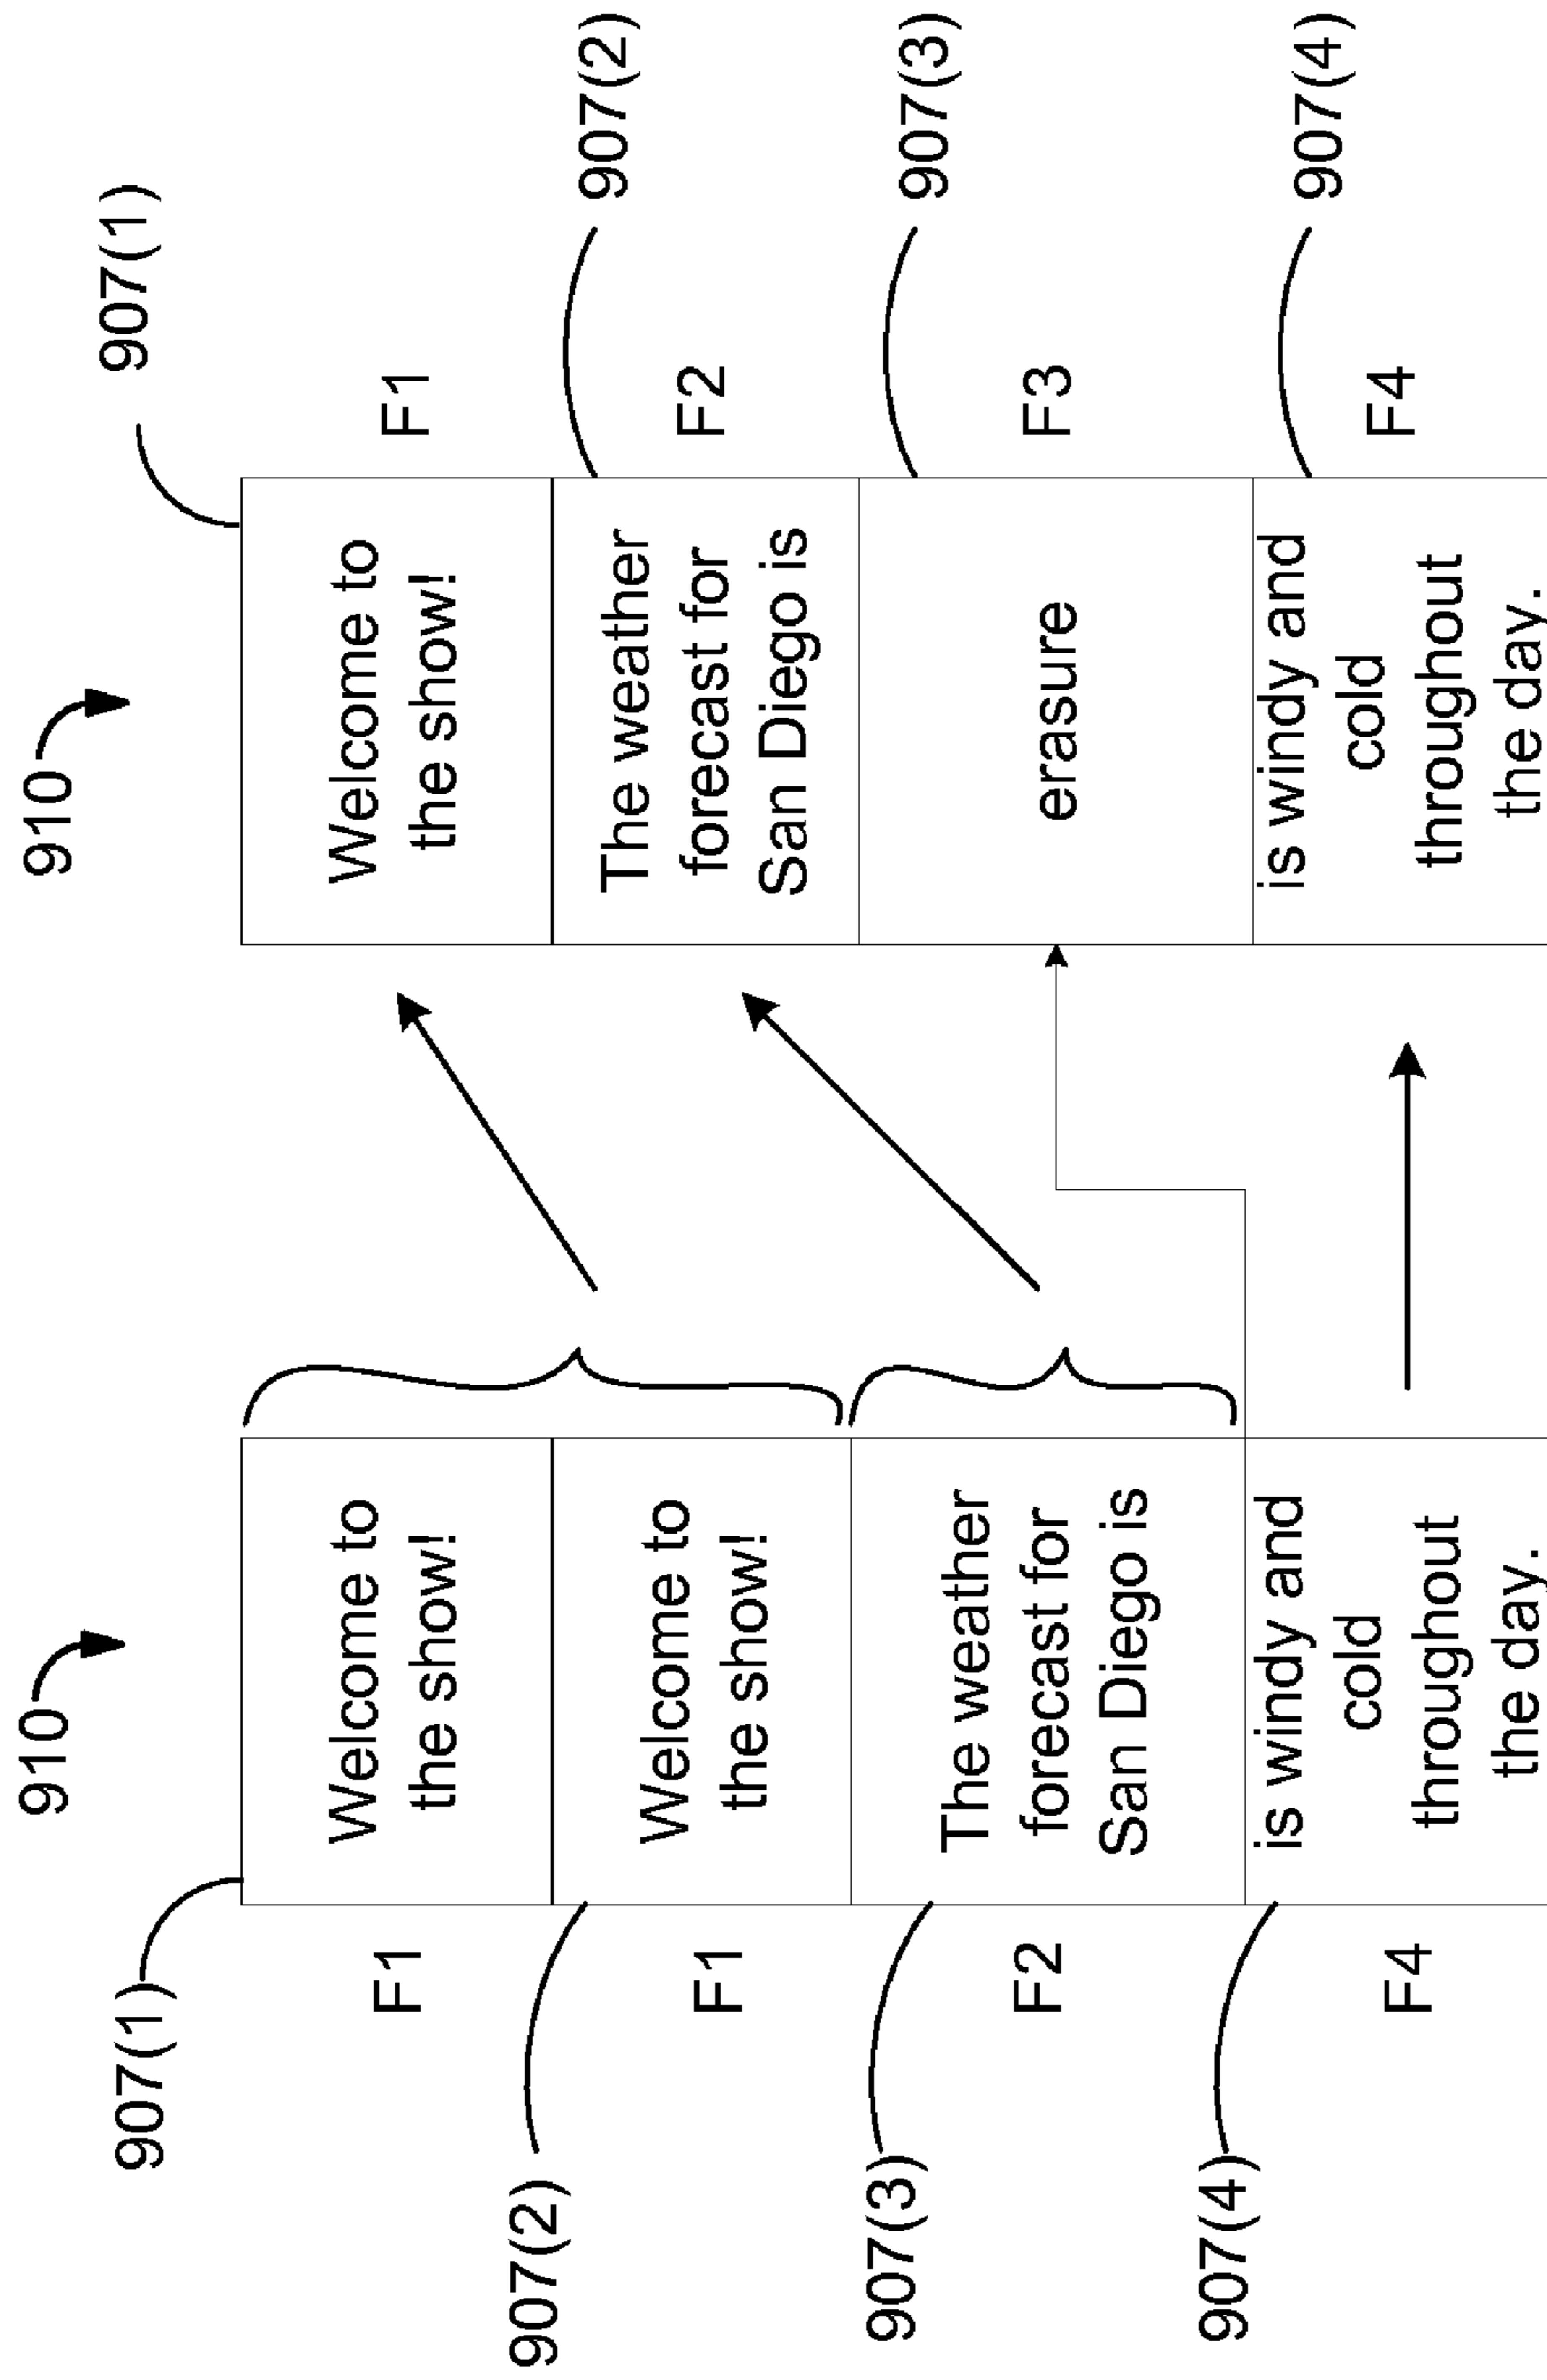 910
907(1)
F1
Welcome to
the show!
907(2)
F1
Welcome to
the show!
907(3)
F2
The weather
forecast for
San Diego is
907(4)
F4
is windy and
cold
throughout
the day.
910
907(1)
Welcome to
the show!
F1
907(2)
The weather
forecast for
San Diego is
F2
907(3)
erasure
F3
907(4)
is windy and
cold
throughout
the day.
F4